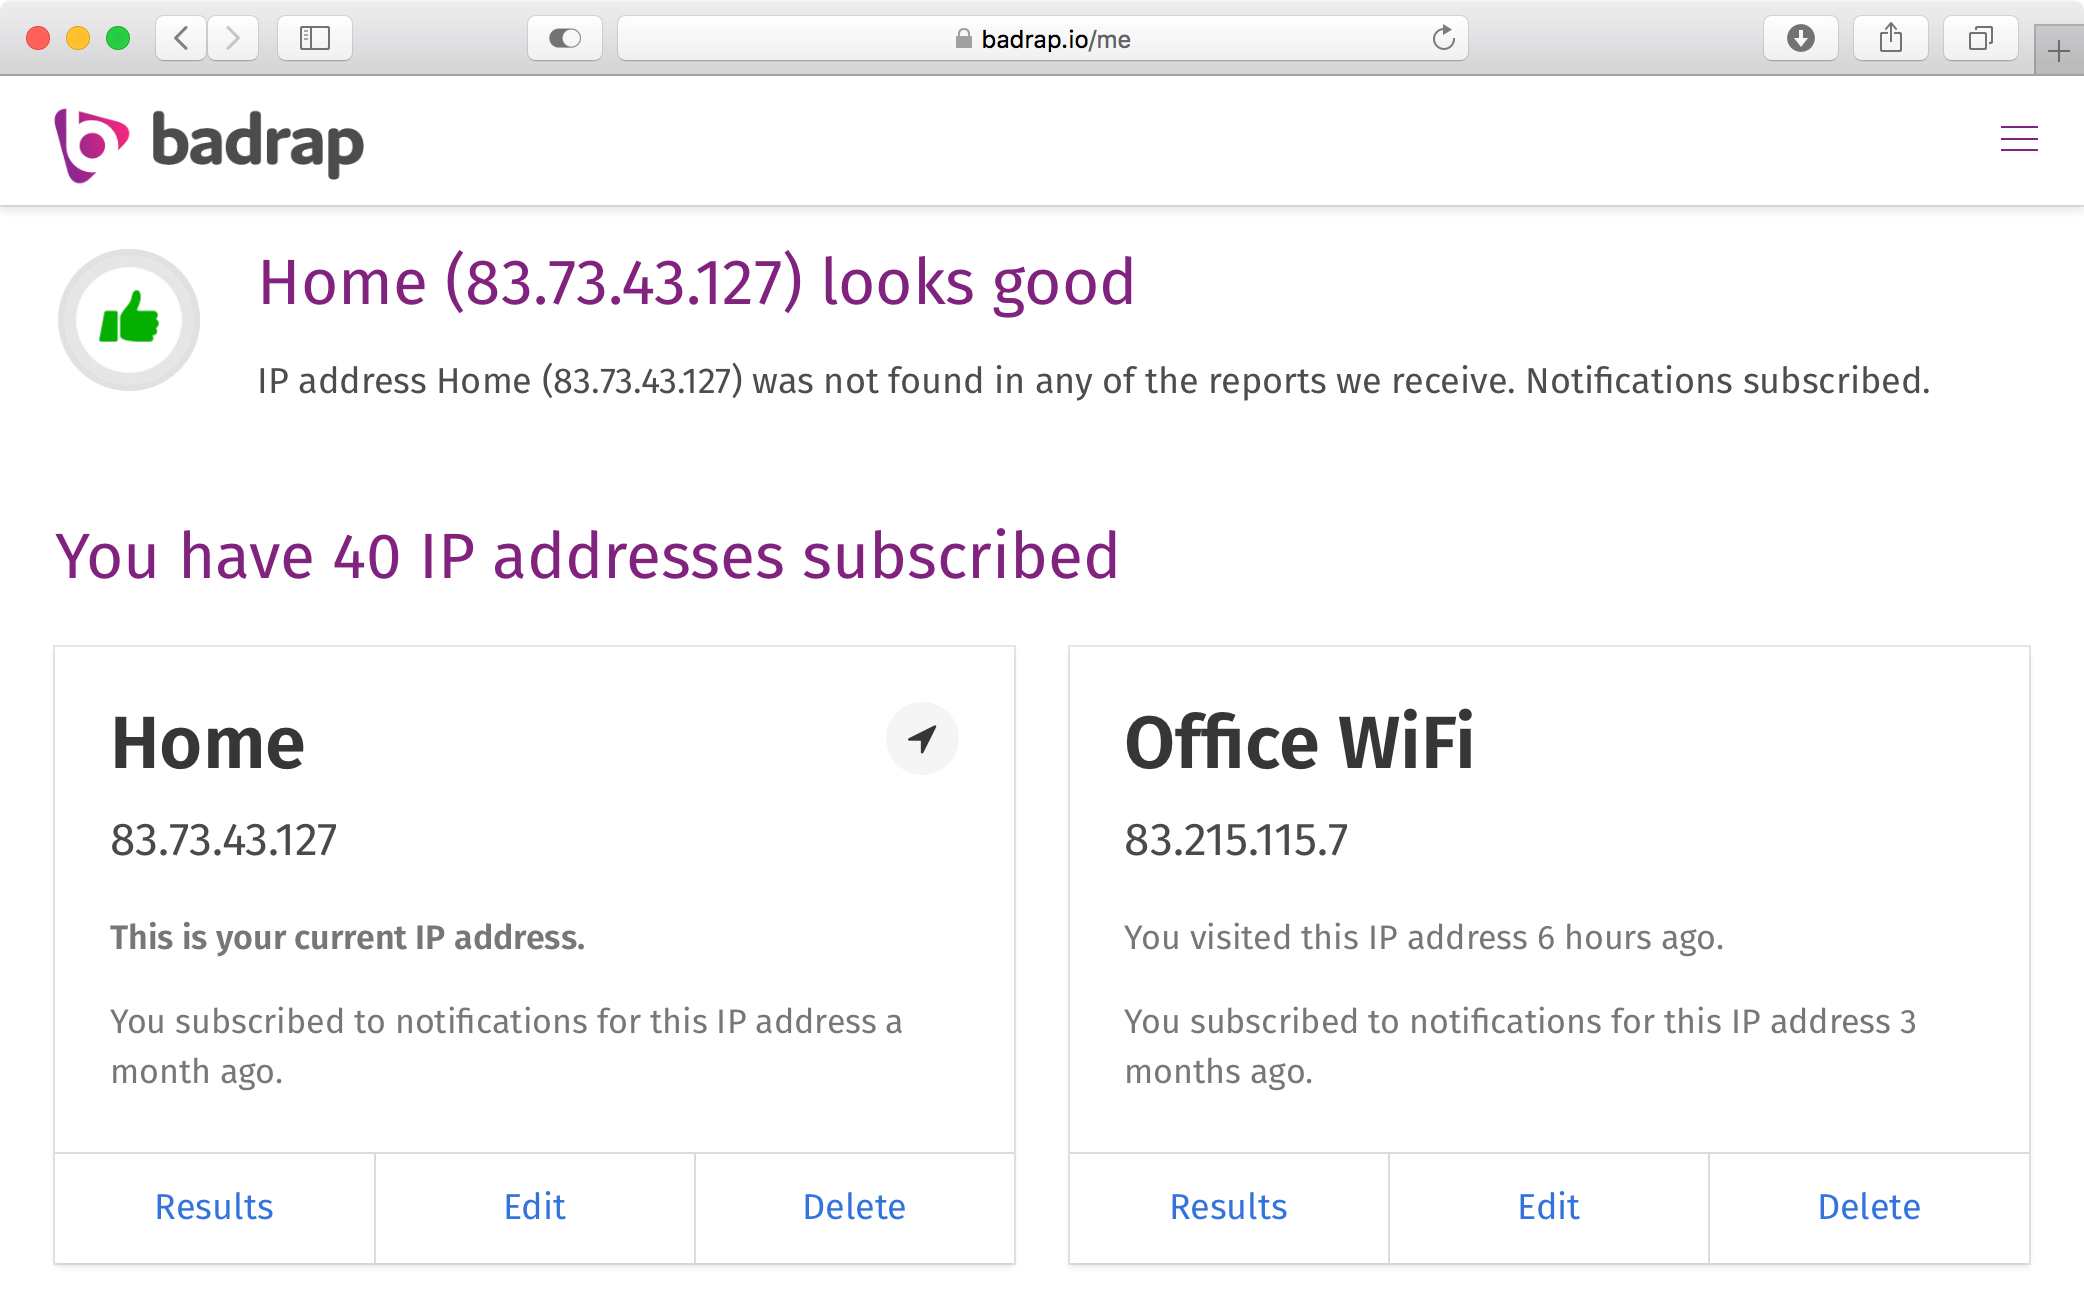 badrap.io/me
badrap
Home (83.73.43.127) looks good
IP address Home (83.73.43.127) was not found in any of the reports we receive. Notifications subscribed.
You have 40 IP addresses subscribed
Home
83.73.43.127
This is your current IP address.
You subscribed to notifications for this IP address a
month ago.
Results
Edit
Delete
Office WiFi
83.215.115.7
You visited this IP address 6 hours ago.
You subscribed to notifications for this IP address 3
months ago.
Results
Edit
Delete